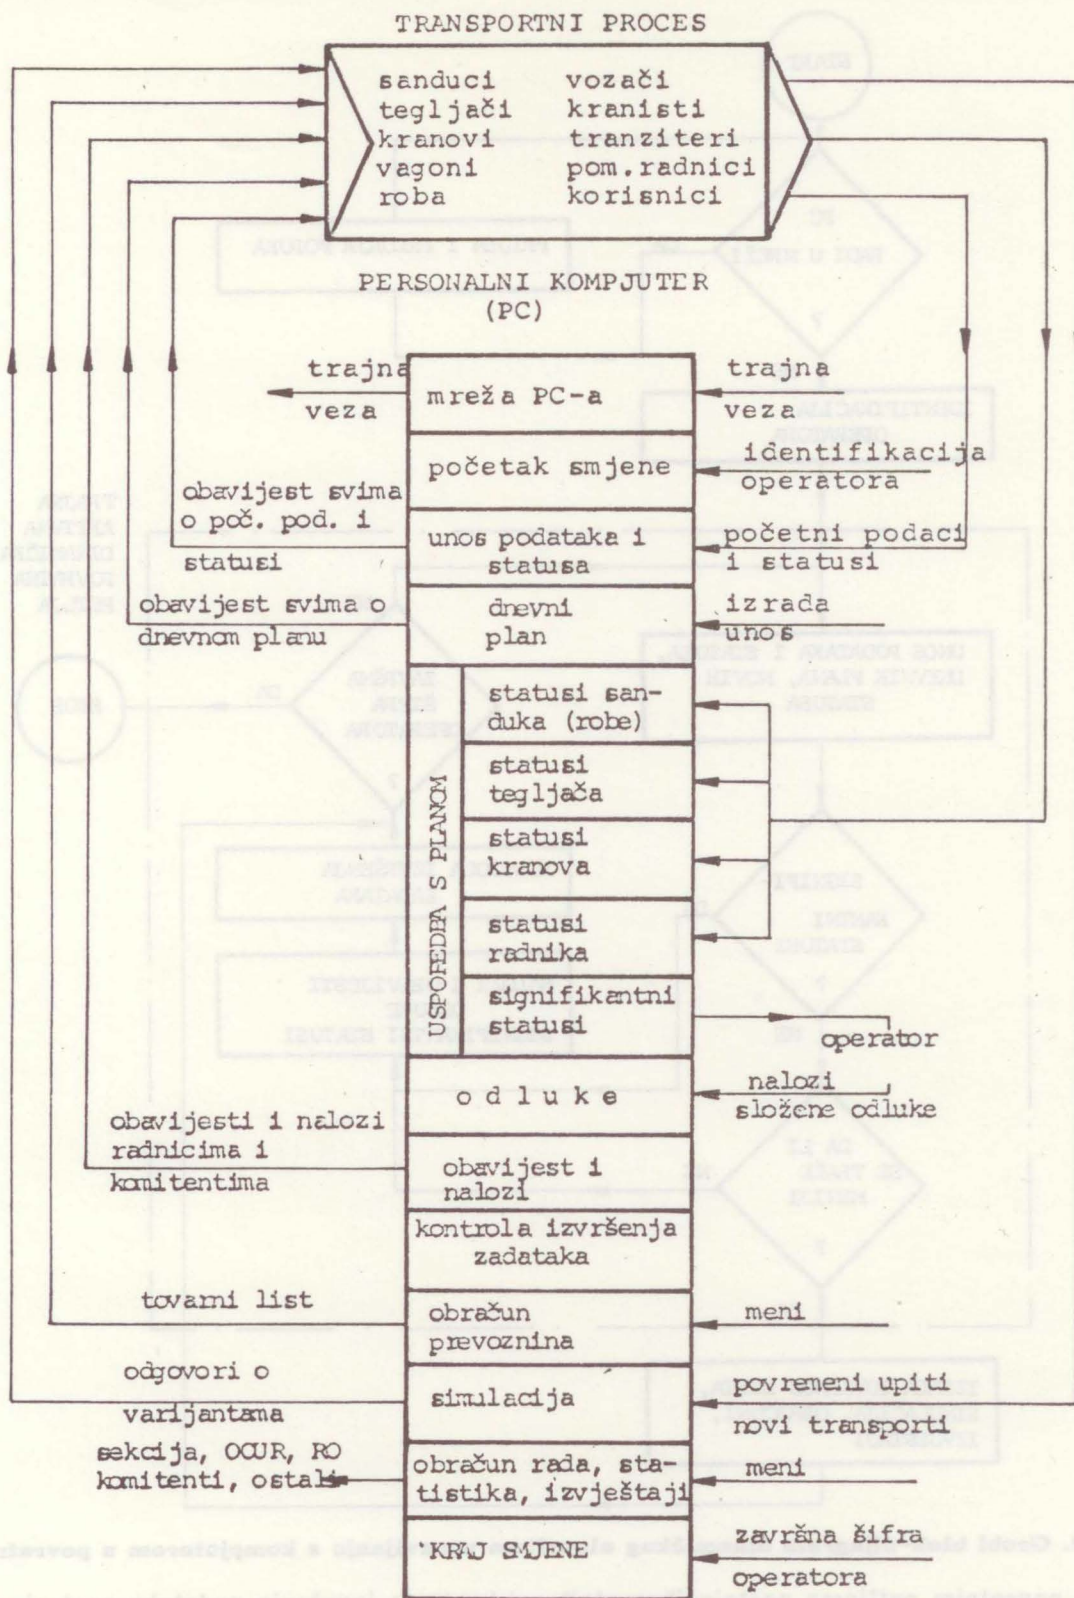 TRANSPORTNI PROCES
sanduci vozači
tegljači kranisti
kranovi tranziteri
vagoni pom.radnici
roba korisnici
PERSONALNI KOMPJUTER
(PC)
trajna
veza
mreža PC-a
trajna
veza
početak smjene
identifikacija
operatora
obavijest svima
o poč. pod. i
statusi
unos podataka i
statusa
početni podaci
i statusi
obavijest svima o
dnevnom planu
dnevni
plan
izrada
unos
USPOREDBA S PLANOM
statusi san-
duka (robe)
statusi
tegljača
statusi
kranova
statusi
radnika
signifikantni
statusi
operator
odluke
nalozi
složene odluke
obavijesti i nalozi
radnicima i
komitentima
obavijest i
nalozi
kontrola izvršenja
zadataka
tovarni list
obračun
prevoznina
meni
odgovori o
varijantama
simulacija
povremeni upiti
novi transporti
sekcija, OOUR, RO
komitenti, ostali
obračun rada, sta-
tistika, izvještaji
meni
KRAJ SMJENE
završna šifra
operatora